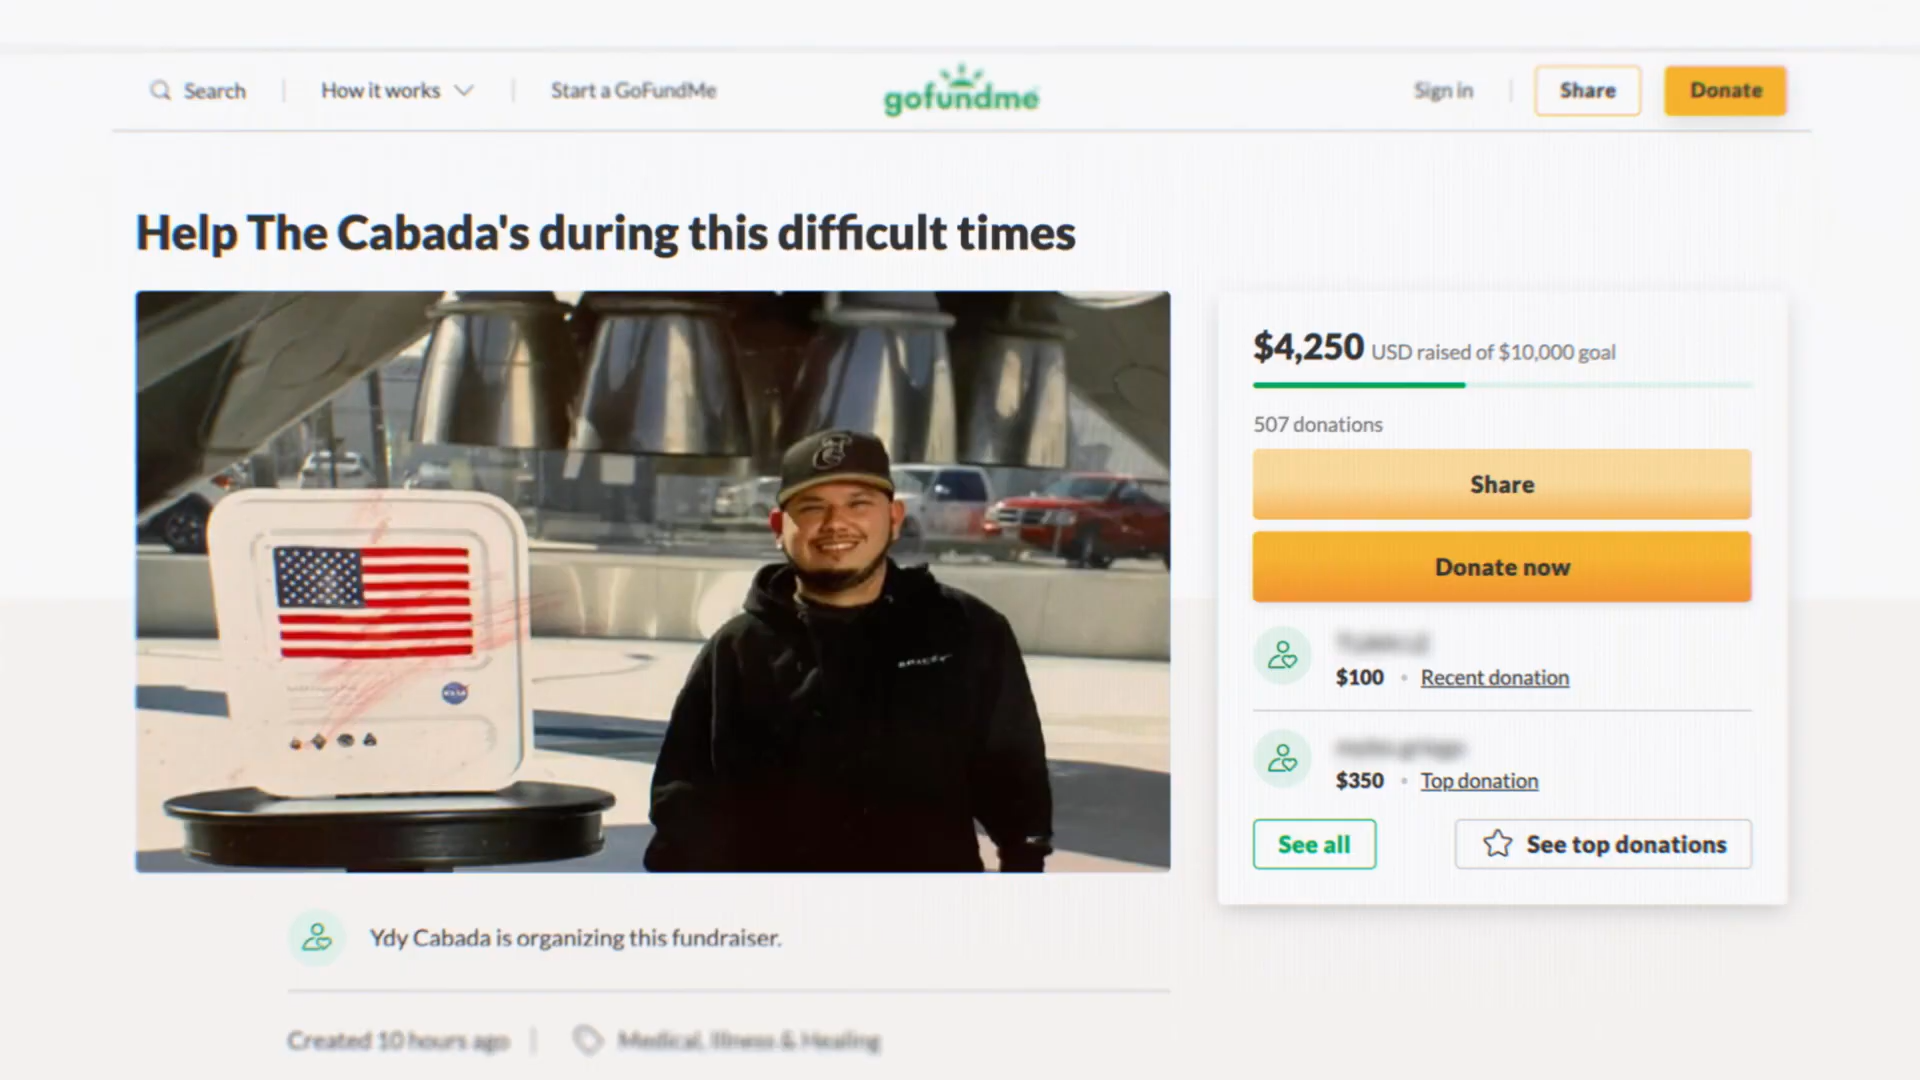 Search
How it works
Start a GoFundMe
gofundme
Sign in
Share
Donate
Help The Cabada's during this difficult times
$4,250 USD raised of $10,000 goal
507 donations
Share
Donate now
$100 • Recent donation
$350 • Top donation
See all
See top donations
NASA
Ydy Cabada is organizing this fundraiser.
Created 10 hours ago
Medical, Illness & Healing